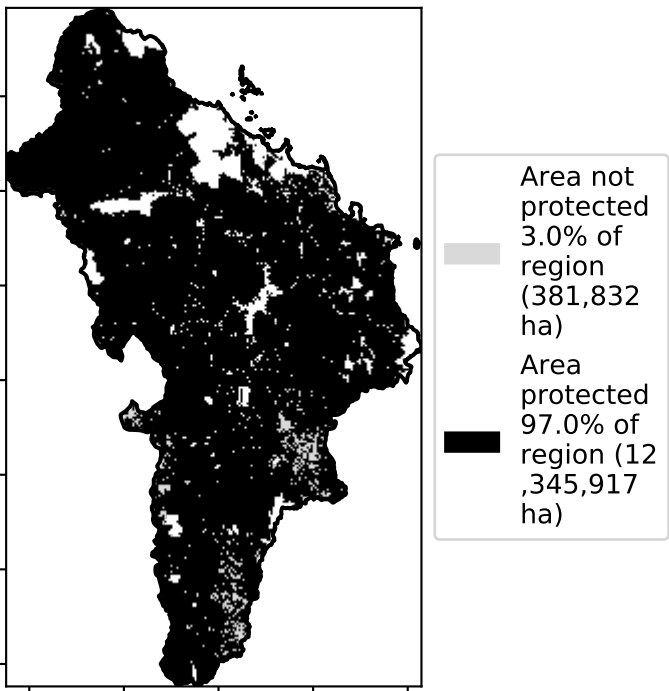 Area not
protected
3.0% of
region
(381,832
ha)
Area
protected
97.0% of
region (12
,345,917
ha)